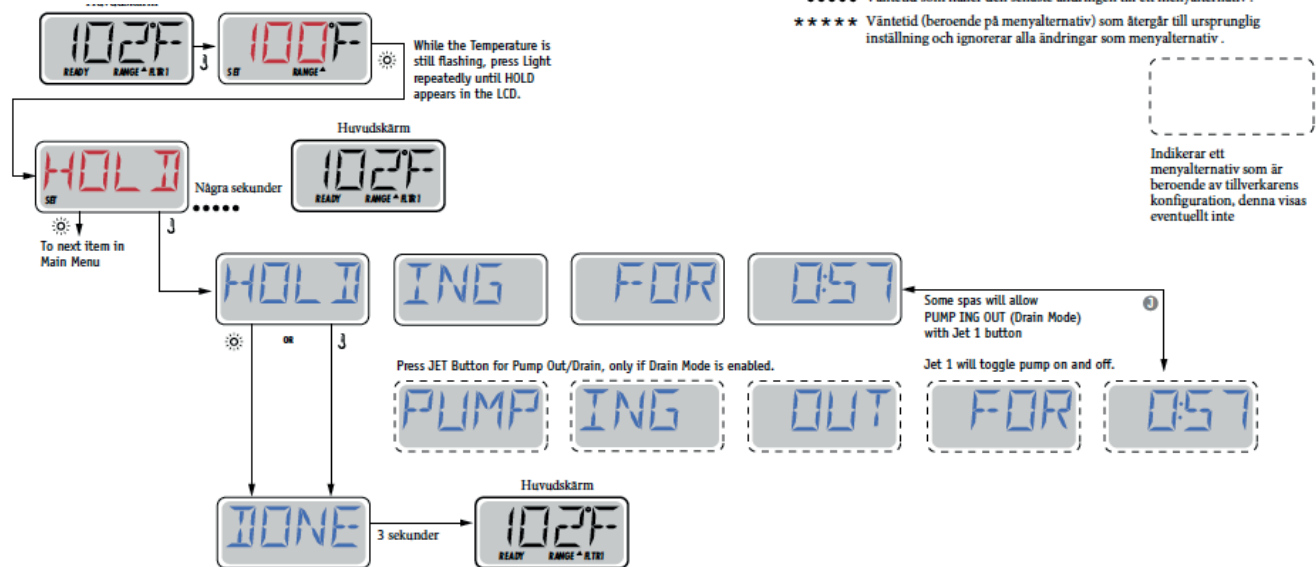 102°F
READY RANGE FLTR1
100°F
SET RANGE
While the Temperature is
still flashing, press Light
repeatedly until HOLD
appears in the LCD.
***** Väntetid (beroende på menyalternativ) som återgår till ursprunglig
inställning och ignorerar alla ändringar som menyalternativ .
Indikerar ett
menyalternativ som är
beroende av tillverkarens
konfiguration, denna visas
eventuellt inte
HOLD
SET
Några sekunder
Huvudskärm
102°F
READY RANGE FLTR1
To next item in
Main Menu
HOLD
ING
FOR
0:57
OR
Some spas will allow
PUMP ING OUT (Drain Mode)
with Jet 1 button
Press JET Button for Pump Out/Drain, only if Drain Mode is enabled.
Jet 1 will toggle pump on and off.
PUMP
ING
OUT
FOR
0:57
DONE
3 sekunder
Huvudskärm
102°F
READY RANGE FLTR1